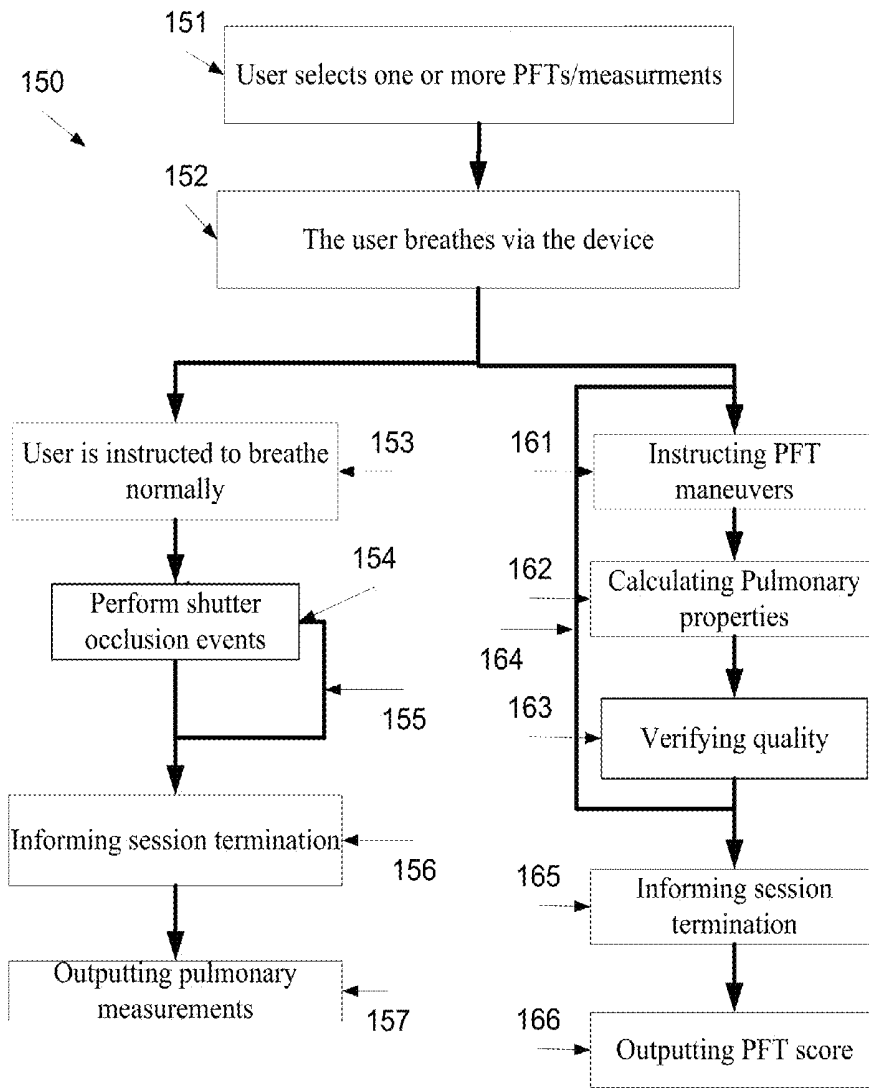 151
User selects one or more PFTs/measurments
150
152
The user breathes via the device
User is instructed to breathe
normally
153
154
Perform shutter
occlusion events
155
Informing session termination
156
Outputting pulmonary
measurements
157
161
Instructing PFT
maneuvers
162
Calculating Pulmonary
properties
164
163
Verifying quality
165
Informing session
termination
166
Outputting PFT score